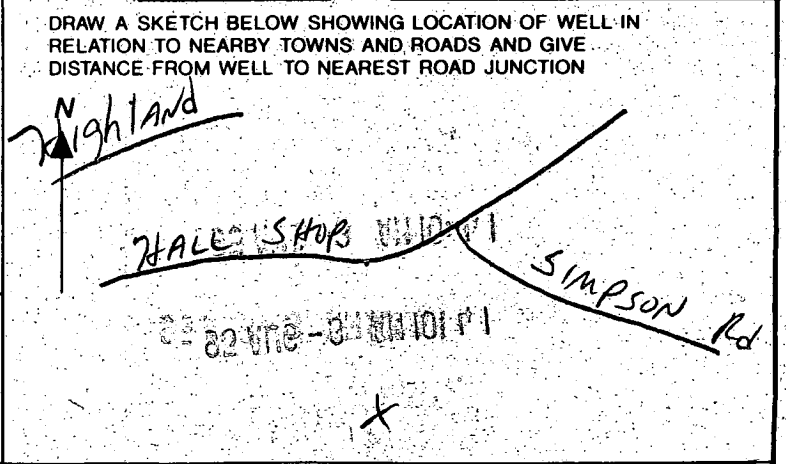 DRAW A SKETCH BELOW SHOWING LOCATION OF WELL IN
RELATION TO NEARBY TOWNS AND ROADS AND GIVE
DISTANCE FROM WELL TO NEAREST ROAD JUNCTION
N
HighlAnd
HALL SHOP
SIMPSON Rd
X